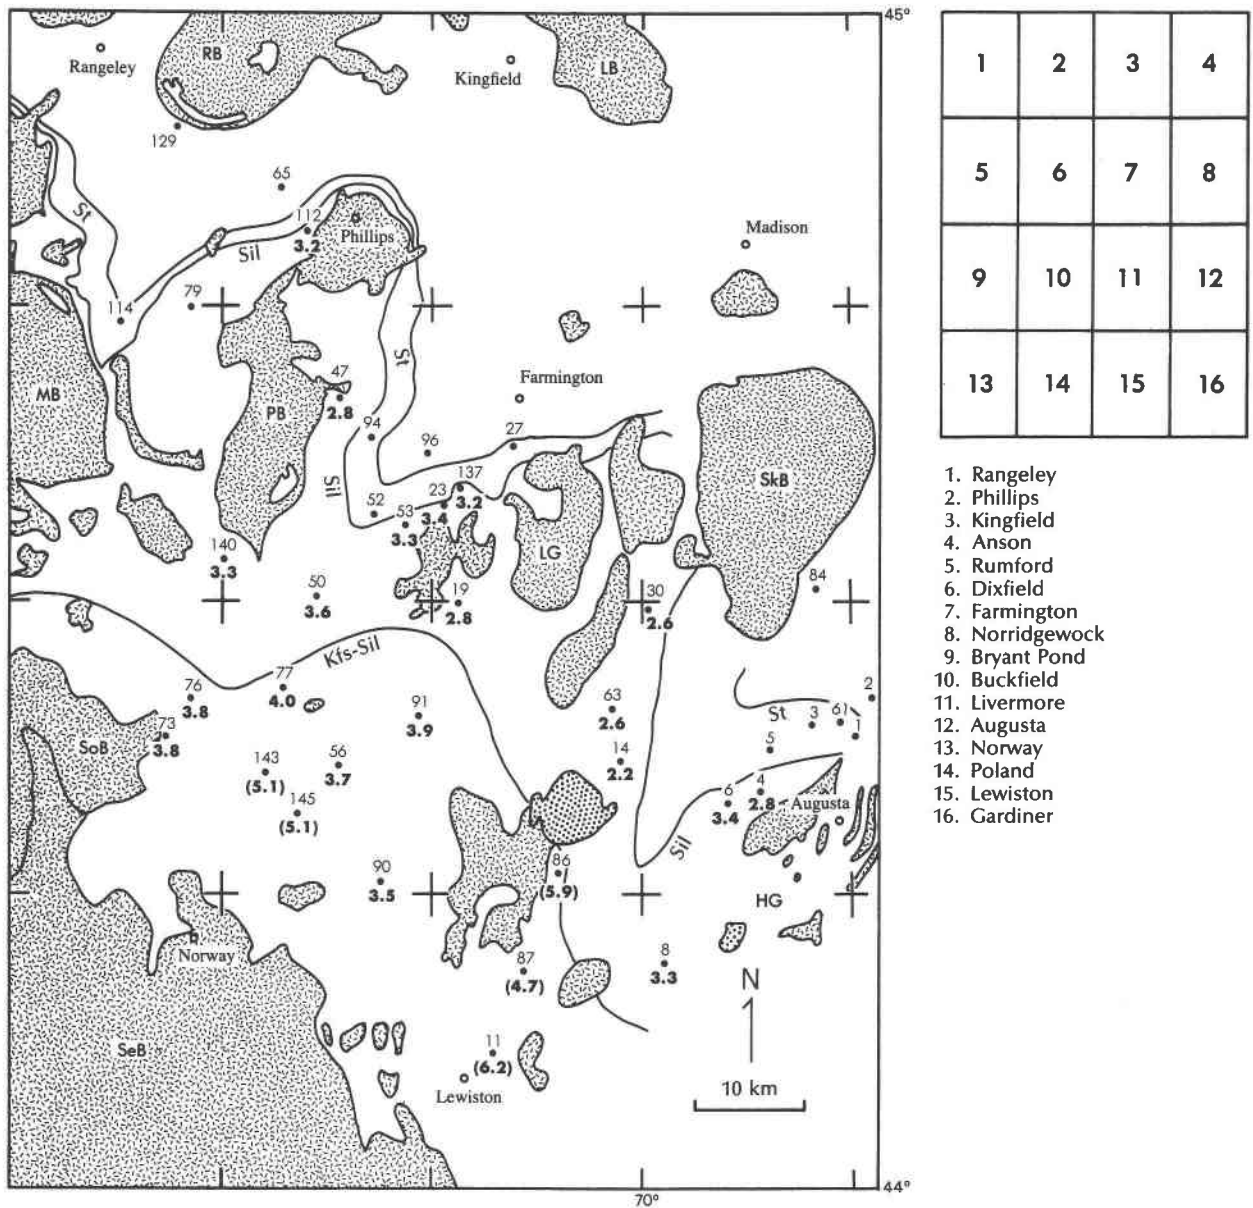 45°
RB
Rangeley
Kingfield
LB
129
65
St
112
3.2
Phillips
Sil
Madison
79
114
MB
47
2.8
PB
St
Farmington
94
96
27
Sil
137
3.2
23
3.4
52
53
3.3
SkB
LG
140
3.3
50
3.6
19
2.8
30
2.6
84
Kfs-Sil
77
4.0
76
3.8
73
3.8
SoB
91
3.9
63
2.6
2
St
3
61
1
5
143
(5.1)
56
3.7
14
2.2
145
(5.1)
6
3.4
4
2.8
Augusta
Sil
90
3.5
86
(5.9)
HG
Norway
87
(4.7)
8
3.3
N
SeB
11
(6.2)
Lewiston
10 km
44°
70°
1 2 3 4
5 6 7 8
9 10 11 12
13 14 15 16
1. Rangeley
2. Phillips
3. Kingfield
4. Anson
5. Rumford
6. Dixfield
7. Farmington
8. Norridgewock
9. Bryant Pond
10. Buckfield
11. Livermore
12. Augusta
13. Norway
14. Poland
15. Lewiston
16. Gardiner